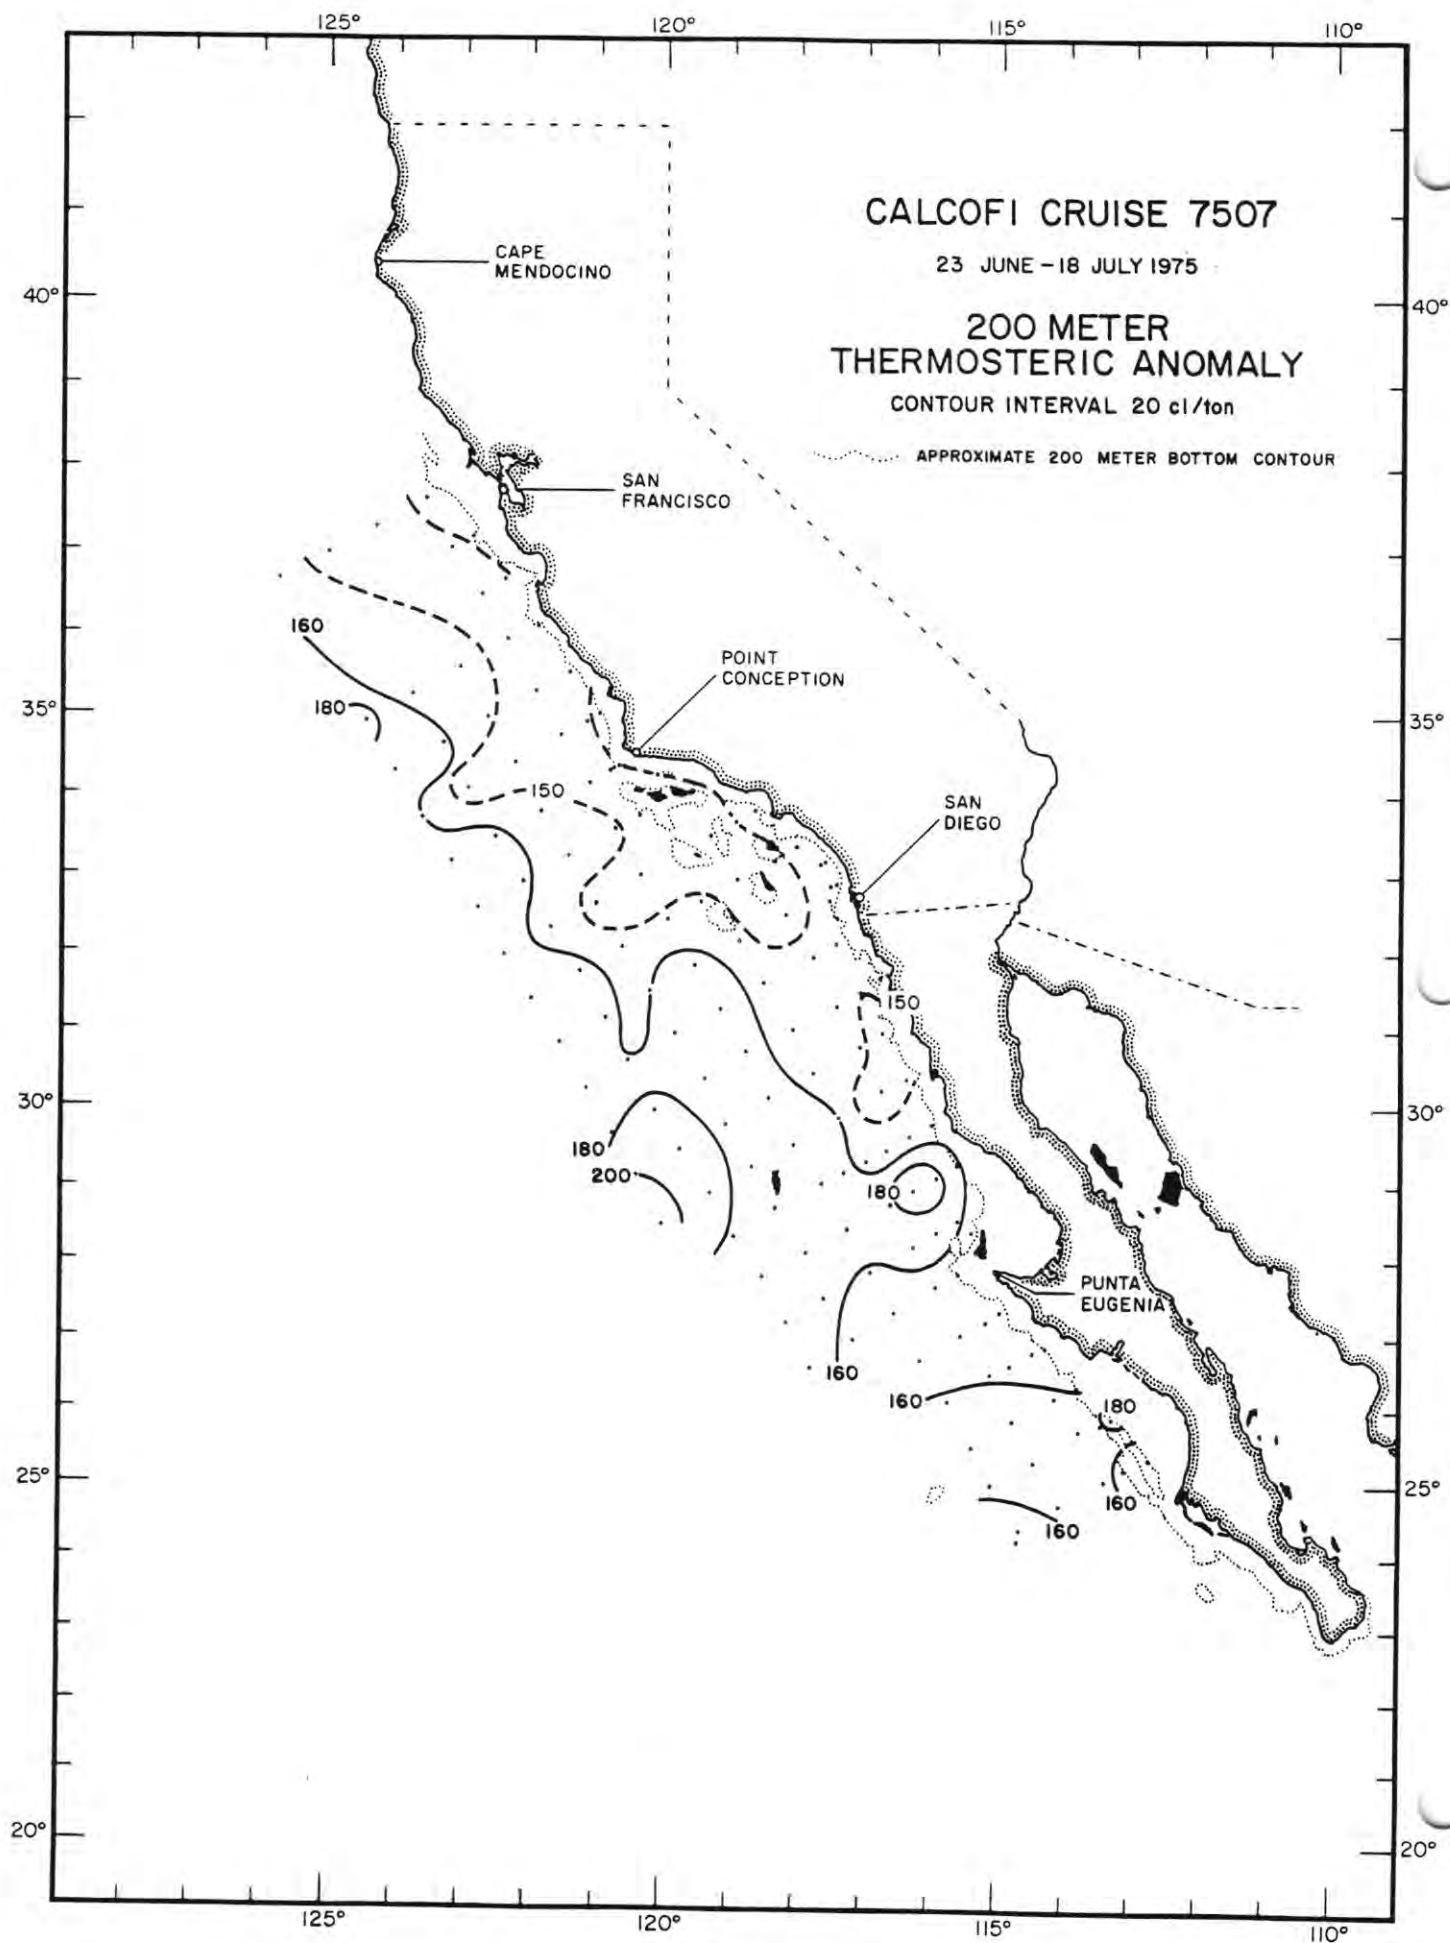 125° 120° 115° 110°
CALCOFI CRUISE 7507
23 JUNE - 18 JULY 1975
CAPE
MENDOCINO
40° 40°
200 METER
THERMOSTERIC ANOMALY
CONTOUR INTERVAL 20 cl/ton
APPROXIMATE 200 METER BOTTOM CONTOUR
SAN
FRANCISCO
160
POINT
CONCEPTION
180
35° 35°
150
SAN
DIEGO
150
30° 30°
180
200
180
PUNTA
EUGENIA
160
160
180
25° 25°
160
160
20° 20°
125° 120° 115° 110°